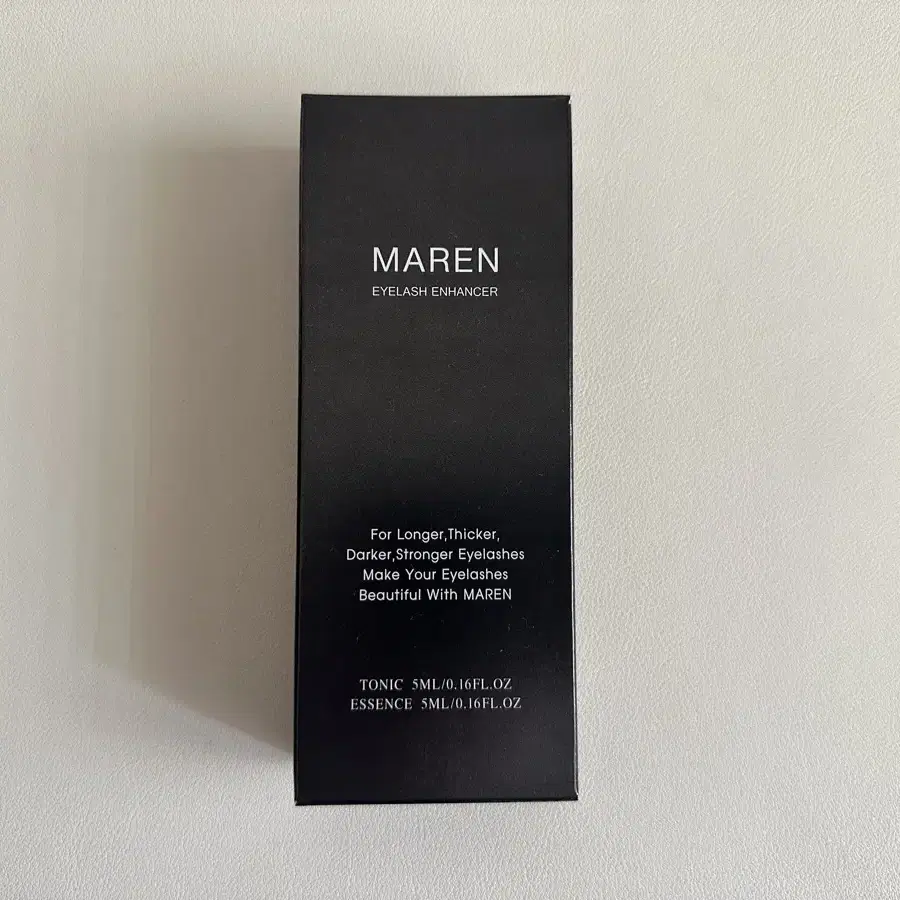 MAREN
EYELASH ENHANCER
For Longer,Thicker,
Darker,Stronger Eyelashes
Make Your Eyelashes
Beautiful With MAREN
TONIC 5ML/0.16FL.OZ
ESSENCE 5ML/0.16FL.OZ